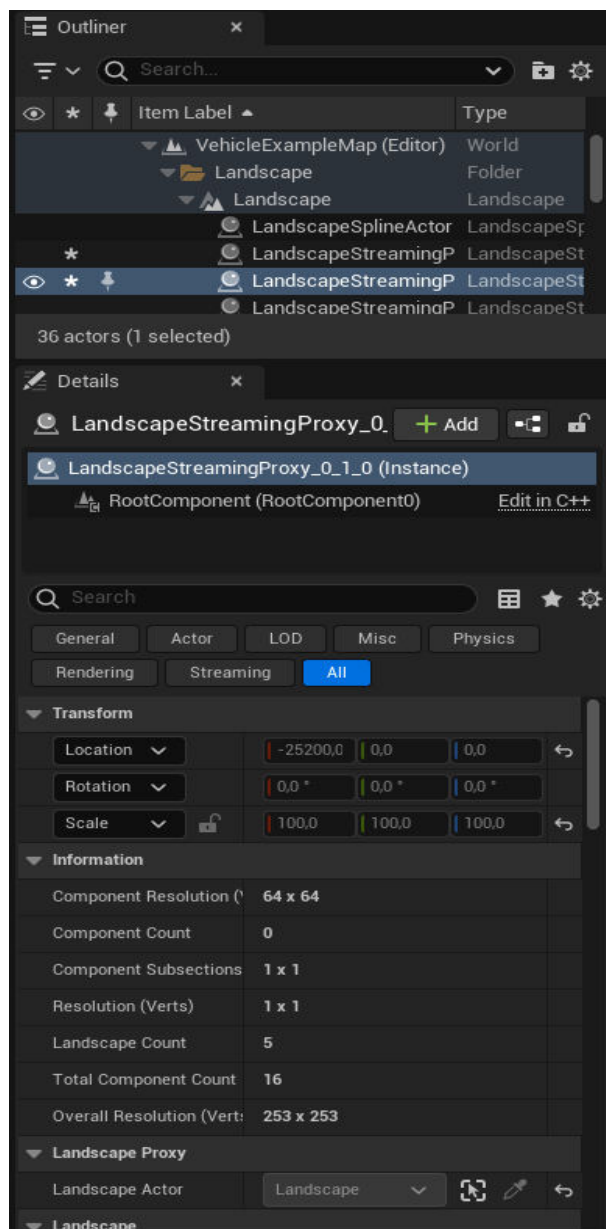 Outliner
Search...
Item Label Type
VehicleExampleMap (Editor) World
Landscape Folder
Landscape Landscape
LandscapeSplineActor LandscapeSp
LandscapeStreamingP LandscapeSt
LandscapeStreamingP LandscapeSt
LandscapeStreamingP LandscapeSt
36 actors (1 selected)
Details
LandscapeStreamingProxy_0_ Add
LandscapeStreamingProxy_0_1_0 (Instance)
RootComponent (RootComponent0) Edit in C++
Search
General Actor LOD Misc Physics
Rendering Streaming All
Transform
Location -25200,0 0,0 0,0
Rotation 0,0 ° 0,0 ° 0,0 °
Scale 100,0 100,0 100,0
Information
Component Resolution (V 64 x 64
Component Count 0
Component Subsections 1 x 1
Resolution (Verts) 1 x 1
Landscape Count 5
Total Component Count 16
Overall Resolution (Verts 253 x 253
Landscape Proxy
Landscape Actor Landscape
Landscape